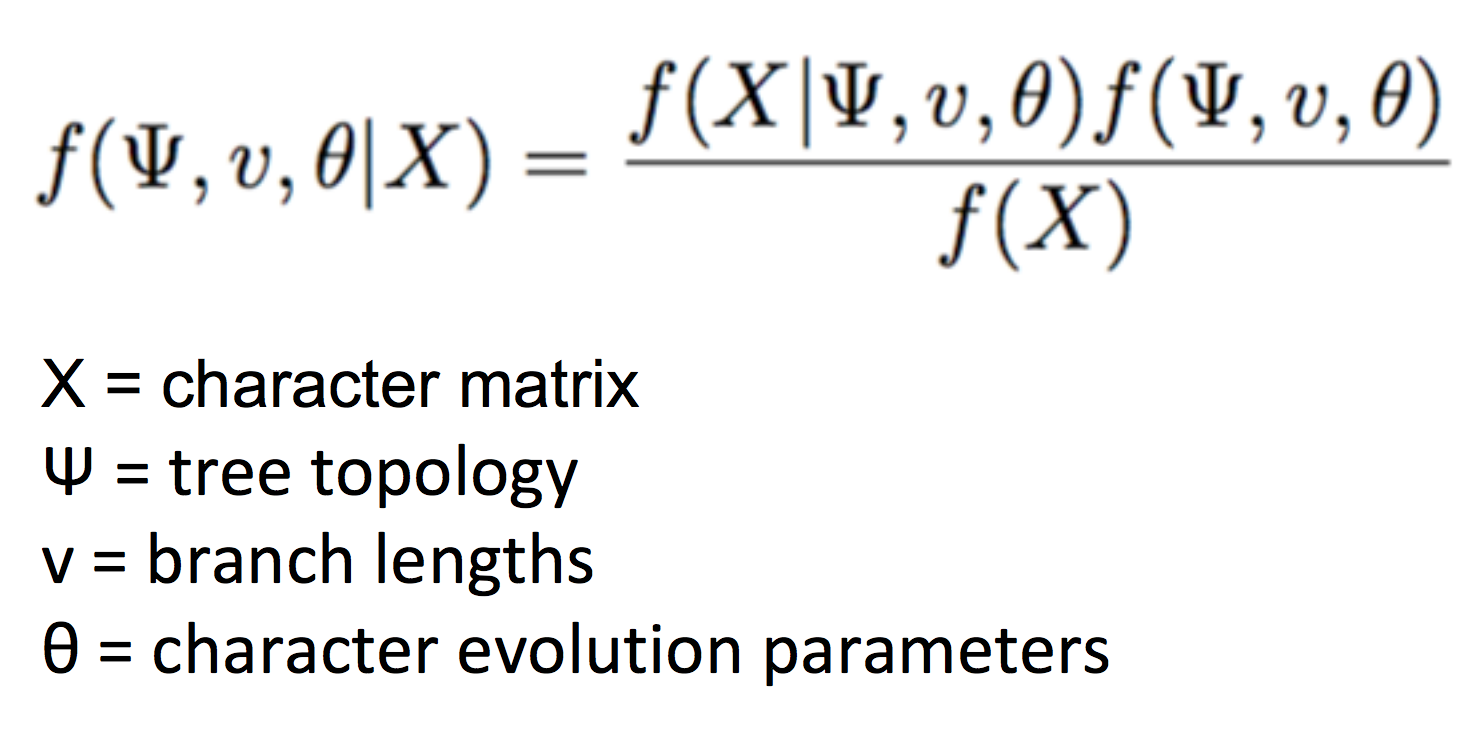 f(Ψ, v, θ|X) = f(X|Ψ, v, θ)f(Ψ, v, θ) / f(X)
X = character matrix
Ψ = tree topology
v = branch lengths
θ = character evolution parameters